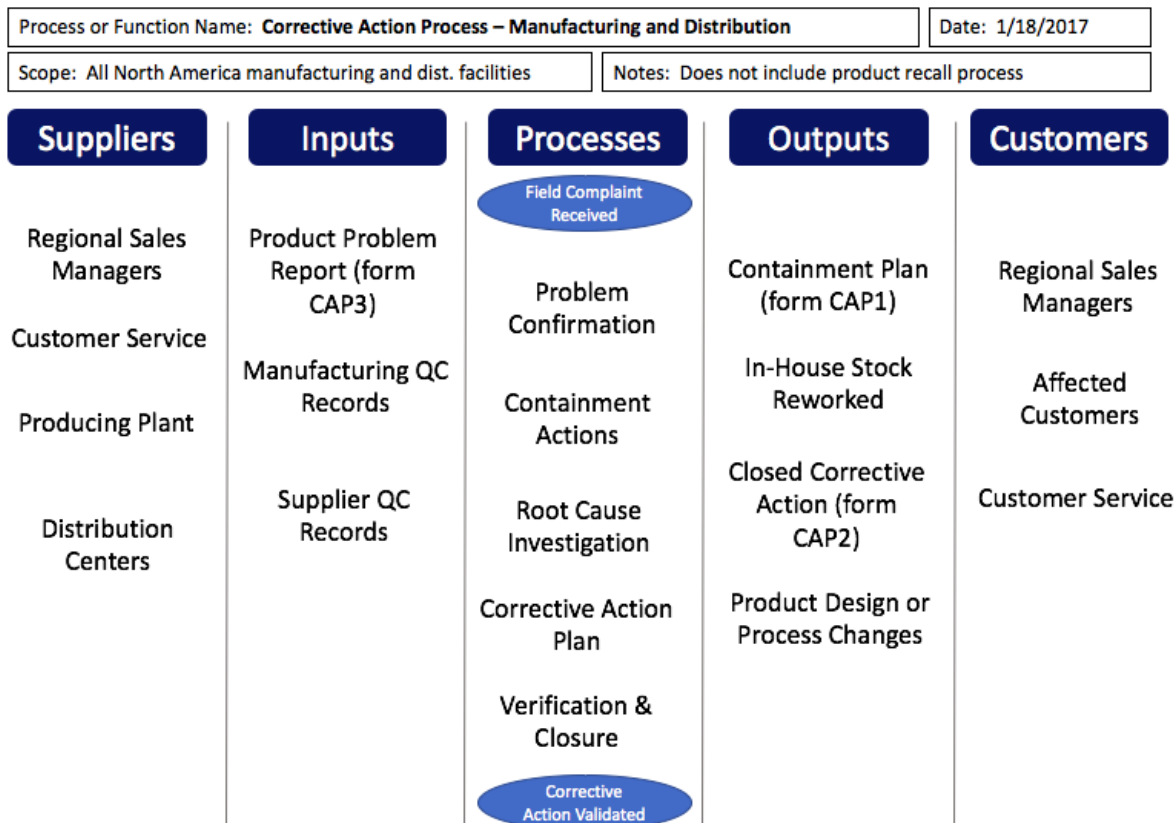 Process or Function Name: Corrective Action Process – Manufacturing and Distribution
Date: 1/18/2017
Scope: All North America manufacturing and dist. facilities
Notes: Does not include product recall process
Suppliers
Regional Sales
Managers
Customer Service
Producing Plant
Distribution
Centers
Inputs
Product Problem
Report (form
CAP3)
Manufacturing QC
Records
Supplier QC
Records
Processes
Field Complaint
Received
Problem
Confirmation
Containment
Actions
Root Cause
Investigation
Corrective Action
Plan
Verification &
Closure
Corrective
Action Validated
Outputs
Containment Plan
(form CAP1)
In-House Stock
Reworked
Closed Corrective
Action (form
CAP2)
Product Design or
Process Changes
Customers
Regional Sales
Managers
Affected
Customers
Customer Service